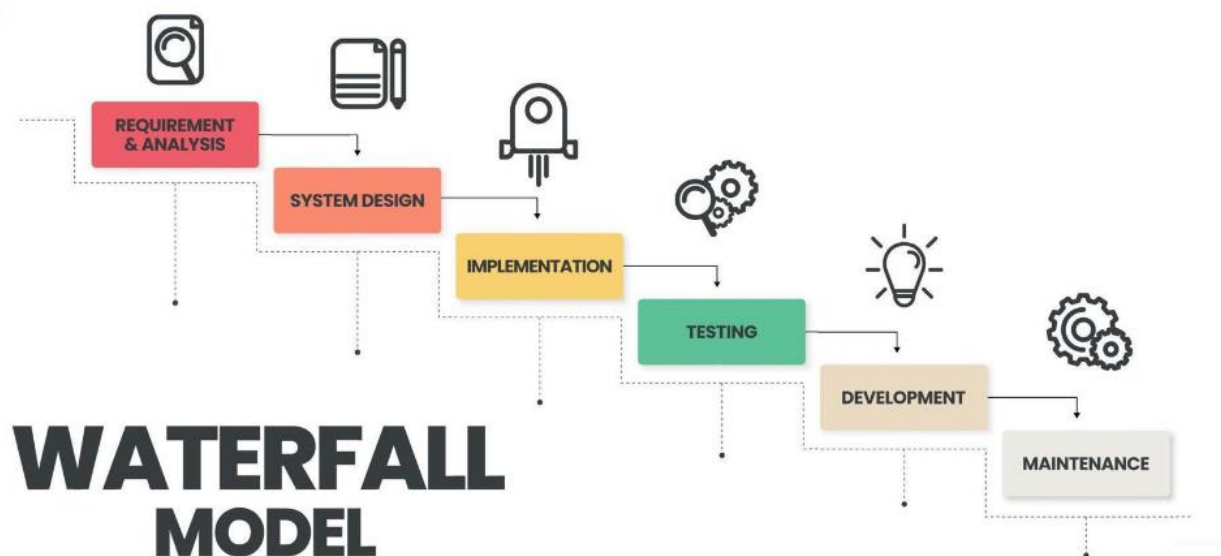 REQUIREMENT
& ANALYSIS
SYSTEM DESIGN
IMPLEMENTATION
TESTING
DEVELOPMENT
MAINTENANCE
WATERFALL
MODEL